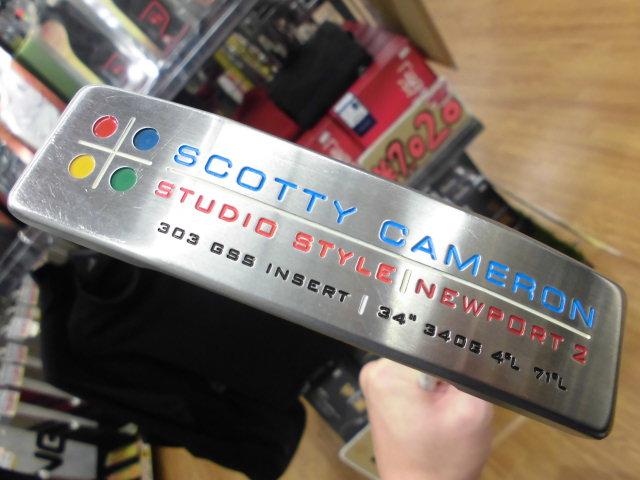 SCOTTY CAMERON
STUDIO STYLE | NEWPORT 2
303 GSS INSERT | 34" 340G 4°L 71°L